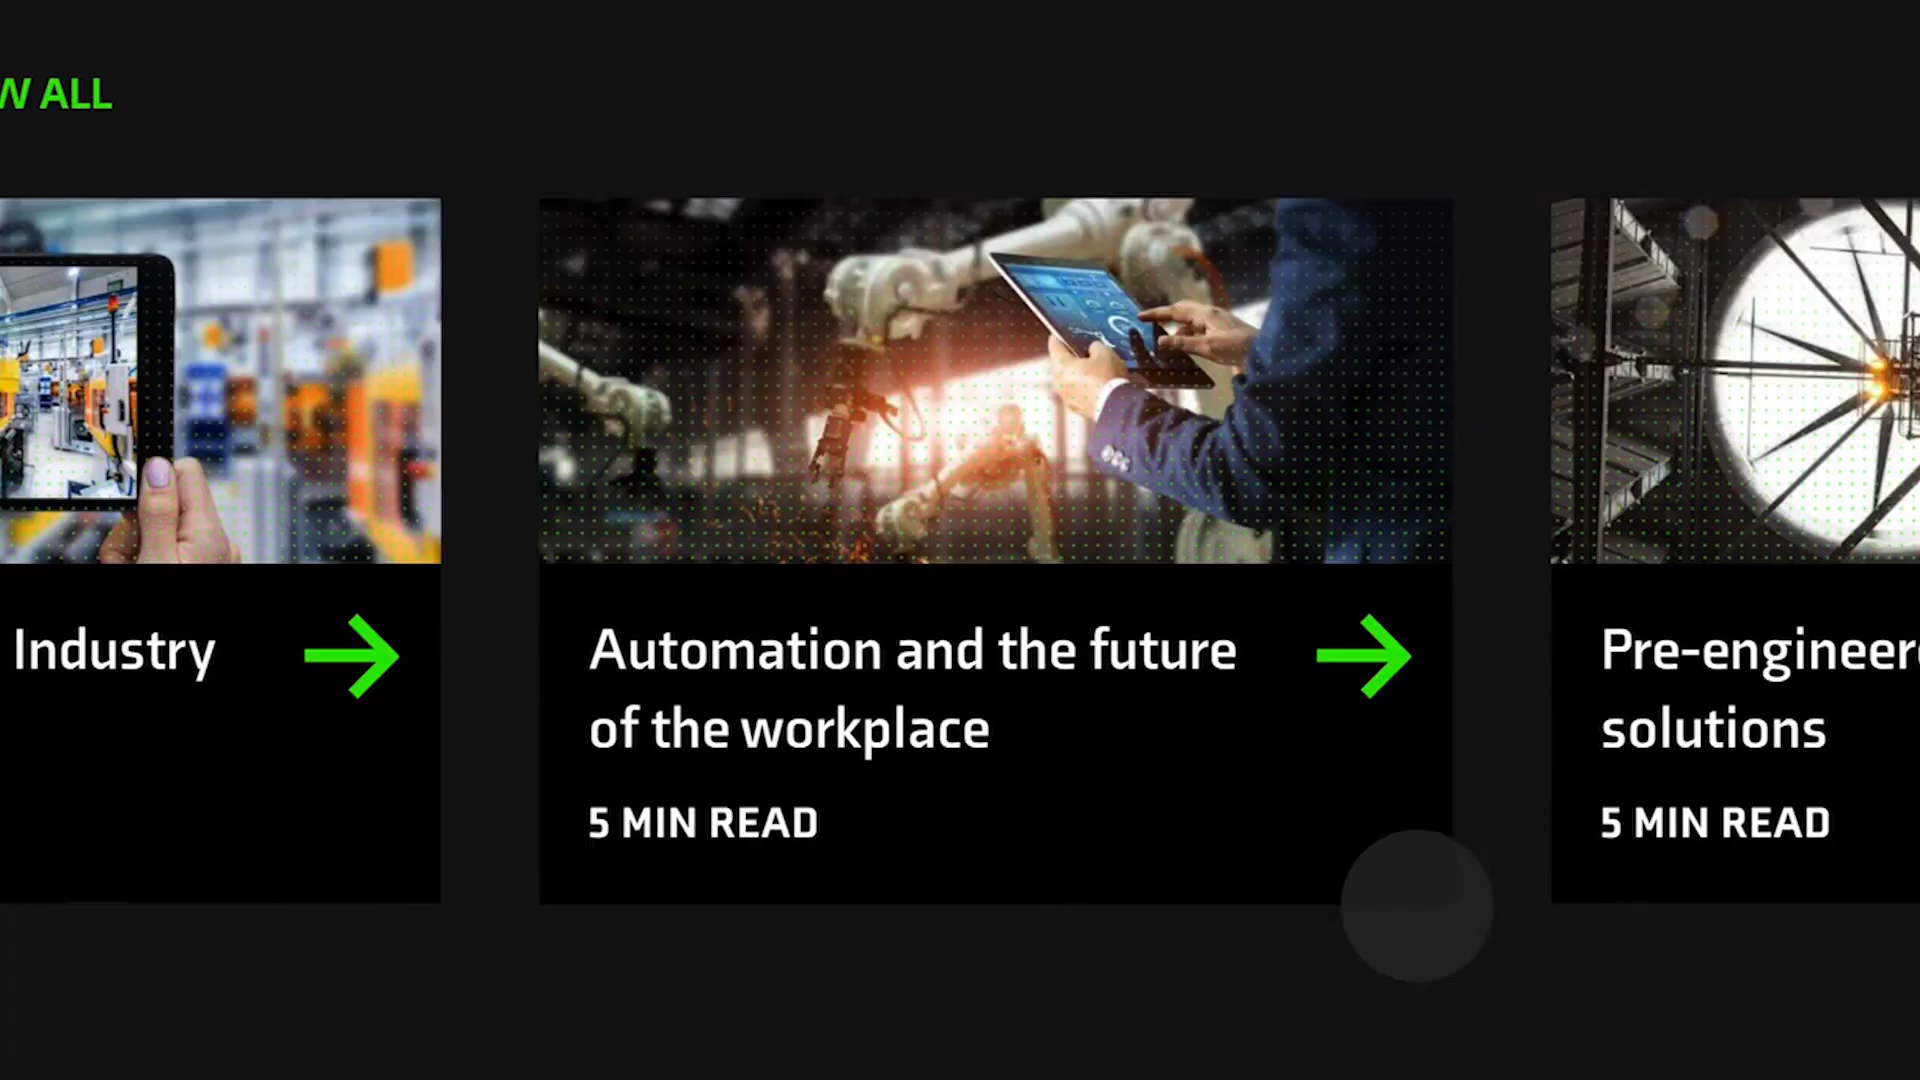 W ALL
Industry
Automation and the future
of the workplace
5 MIN READ
Pre-engineer
solutions
5 MIN READ